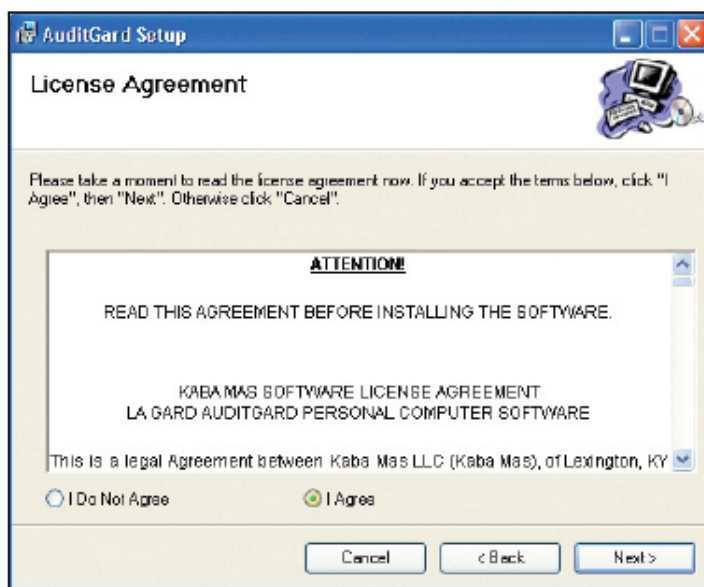 AuditGard Setup
License Agreement
Please take a moment to read the license agreement now. If you accept the terms below, click "I
Agree", then "Next". Otherwise click "Cancel".
ATTENTION!
READ THIS AGREEMENT BEFORE INSTALLING THE SOFTWARE.
KABA MAS SOFTWARE LICENSE AGREEMENT
LA GARD AUDITGARD PERSONAL COMPUTER SOFTWARE
This is a legal Agreement between Kaba Mas LLC (Kaba Mas), of Lexington, KY
I Do Not Agree
I Agree
Cancel
< Back
Next >